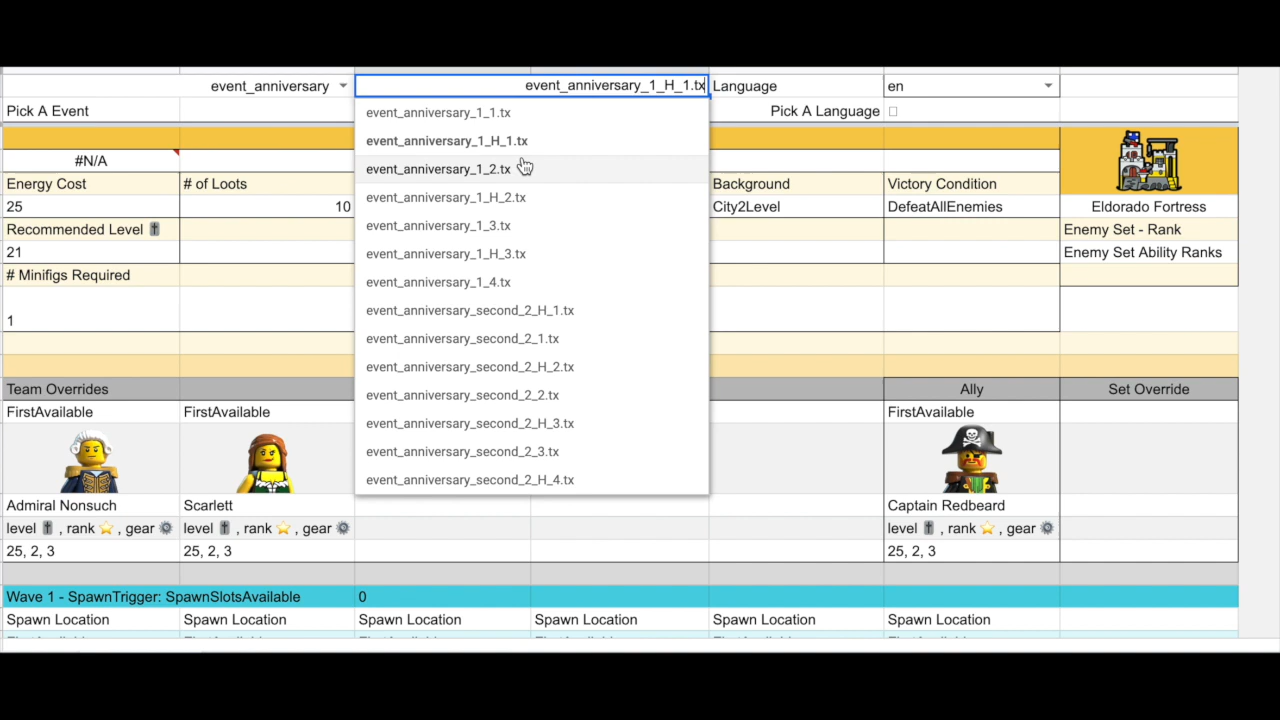 event_anniversary event_anniversary_1_H_1.tx Language en
Pick A Event Pick A Language
#N/A
Energy Cost # of Loots Background Victory Condition
25 10 City2Level DefeatAllEnemies Eldorado Fortress
Recommended Level Enemy Set - Rank
21 Enemy Set Ability Ranks
# Minifigs Required
1
event_anniversary_1_1.tx
event_anniversary_1_H_1.tx
event_anniversary_1_2.tx
event_anniversary_1_H_2.tx
event_anniversary_1_3.tx
event_anniversary_1_H_3.tx
event_anniversary_1_4.tx
event_anniversary_second_2_H_1.tx
event_anniversary_second_2_1.tx
event_anniversary_second_2_H_2.tx
event_anniversary_second_2_2.tx
event_anniversary_second_2_H_3.tx
event_anniversary_second_2_3.tx
event_anniversary_second_2_H_4.tx
Team Overrides Ally Set Override
FirstAvailable FirstAvailable FirstAvailable
Admiral Nonsuch Scarlett Captain Redbeard
level , rank ⭐, gear ⚙ level , rank ⭐, gear ⚙ level , rank ⭐, gear ⚙
25, 2, 3 25, 2, 3 25, 2, 3
Wave 1 - SpawnTrigger: SpawnSlotsAvailable 0
Spawn Location Spawn Location Spawn Location Spawn Location Spawn Location Spawn Location